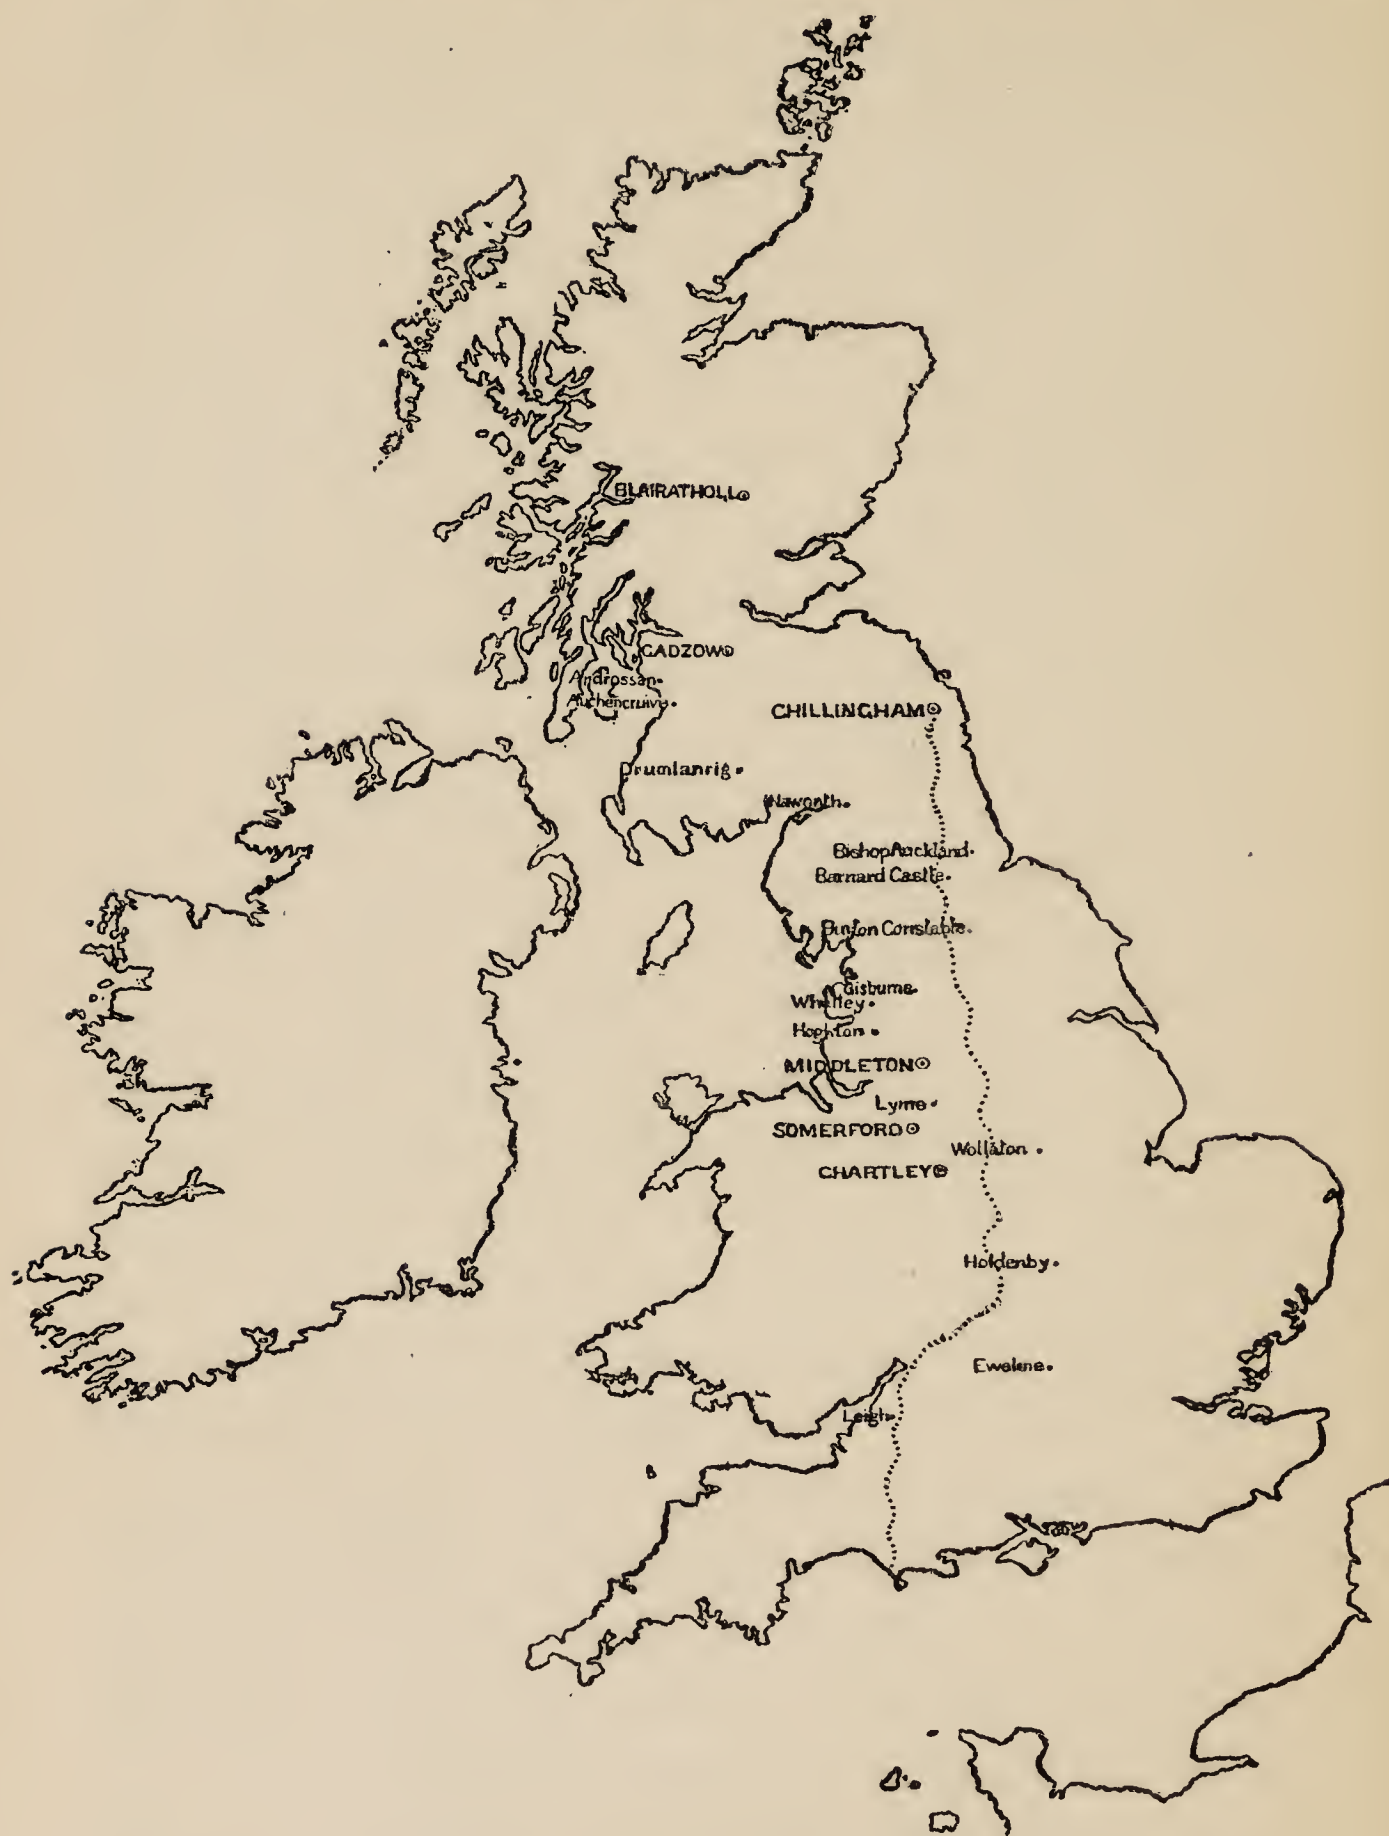 BLAIRATHOLL
CADZOW
Androssan
Auchencruive
CHILLINGHAM
Drumlanrig
Naworth
Bishop Auckland
Barnard Castle
Burton Constable
Gisburne
Whalley
Hoghton
MIDDLETON
Lyme
SOMERFORD
Wollaton
CHARTLEY
Holdenby
Ewelme
Leigh